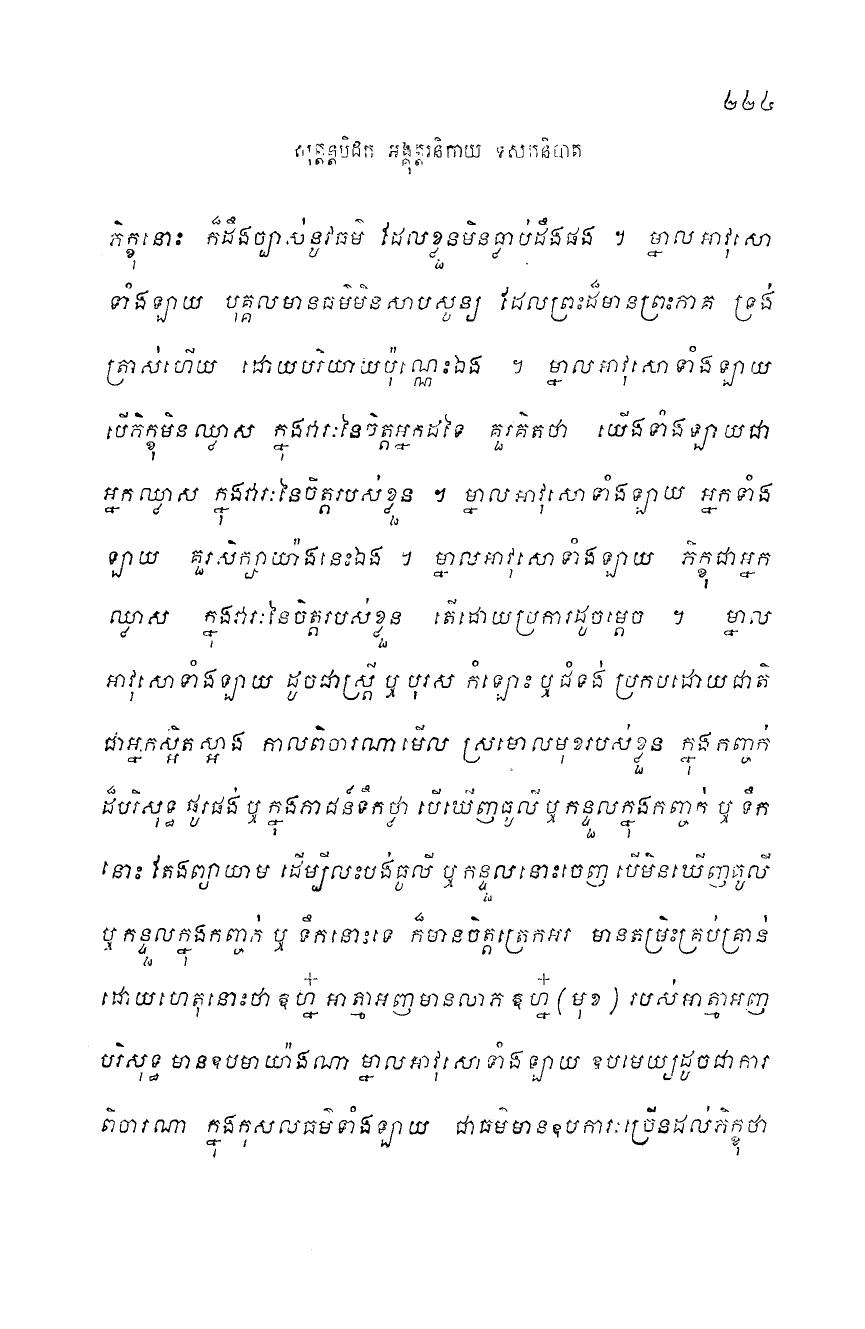 ២២៤
សុត្តន្តបិដក អង្គុត្តរនិកាយ ទសកនិបាត
ភិក្ខុនោះ ក៏ដឹងច្បាស់នូវធម៌ ដែលខ្លួនមិនធ្លាប់ដឹងផង ។ ម្នាលអាវុសោ
ទាំងឡាយ បុគ្គលមានធម៌មិនសាបសូន្យ ដែលព្រះដ៏មានព្រះភាគ ទ្រង់
ត្រាស់ហើយ ដោយបរិយាយប៉ុណ្ណេះឯង ។ ម្នាលអាវុសោទាំងឡាយ
បើភិក្ខុមិនឈ្លាស ក្នុងវារៈនៃចិត្តអ្នកដទៃ គួរគិតថា យើងទាំងឡាយជា
អ្នកឈ្លាស ក្នុងវារៈនៃចិត្តរបស់ខ្លួន ។ ម្នាលអាវុសោទាំងឡាយ អ្នកទាំង
ឡាយ គួរសិក្សាយ៉ាងនេះឯង ។ ម្នាលអាវុសោទាំងឡាយ ភិក្ខុជាអ្នក
ឈ្លាស ក្នុងវារៈនៃចិត្តរបស់ខ្លួន តើដោយប្រការដូចម្តេច ។ ម្នាល
អាវុសោទាំងឡាយ ដូចជាស្ត្រី ឬ បុរស កំឡោះ ឬ ជំទង់ ប្រកបដោយជាតិ
ជាអ្នកស្អិតស្អាង កាលពិចារណាមើល ស្រមោលមុខរបស់ខ្លួន ក្នុងកញ្ចក់
ដ៏បរិសុទ្ធ ផូរផង់ ឬ ក្នុងភាជន៍ទឹកថ្លា បើឃើញធូលី ឬ កន្ទួលក្នុងកញ្ចក់ ឬ ទឹក
នោះ តែងព្យាយាម ដើម្បីលះបង់ធូលី ឬ កន្ទួលនោះចេញ បើមិនឃើញធូលី
ឬ កន្ទួលក្នុងកញ្ចក់ ឬ ទឹកនោះទេ ក៏មានចិត្តត្រេកអរ មានតម្រិះគ្រប់គ្រាន់
ដោយហេតុនោះថា ឧហ្ន៎ អាត្មាអញមានលាភ ឧហ្ន៎ (មុខ) របស់អាត្មាអញ
បរិសុទ្ធ មានឧបមាយ៉ាងណា ម្នាលអាវុសោទាំងឡាយ ឧបមេយ្យដូចជាការ
ពិចារណា ក្នុងកុសលធម៌ទាំងឡាយ ជាធម៌មានឧបការៈច្រើនដល់ភិក្ខុថា